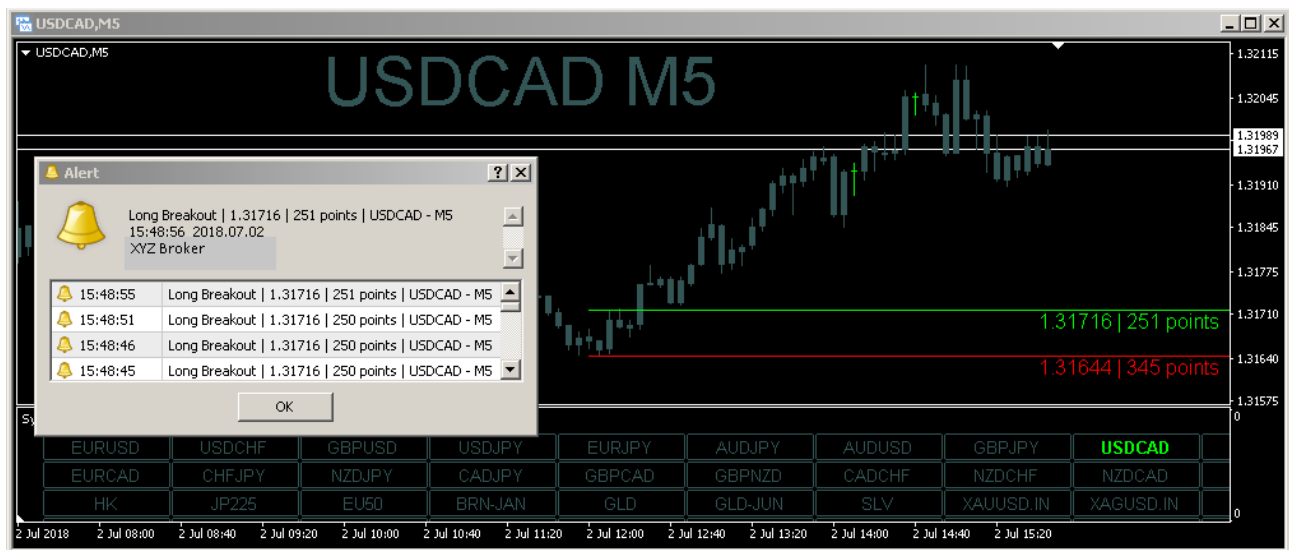 USDCAD,M5
USDCAD,M5
USDCAD M5
1.32115
1.32045
1.31989
1.31967
1.31910
1.31845
1.31775
1.31710
1.31640
1.31575
Alert
Long Breakout | 1.31716 | 251 points | USDCAD - M5
15:48:56 2018.07.02
XYZ Broker
15:48:55 Long Breakout | 1.31716 | 251 points | USDCAD - M5
15:48:51 Long Breakout | 1.31716 | 250 points | USDCAD - M5
15:48:46 Long Breakout | 1.31716 | 250 points | USDCAD - M5
15:48:45 Long Breakout | 1.31716 | 250 points | USDCAD - M5
OK
1.31716 | 251 points
1.31644 | 345 points
0
EURUSD USDCHF GBPUSD USDJPY EURJPY AUDJPY AUDUSD GBPJPY USDCAD
EURCAD CHFJPY NZDJPY CADJPY GBPCAD GBPNZD CADCHF NZDCHF NZDCAD
HK JP225 EU50 BRN-JAN GLD GLD-JUN SLV XAUUSD.IN XAGUSD.IN
0
2 Jul 2018 2 Jul 08:00 2 Jul 08:40 2 Jul 09:20 2 Jul 10:00 2 Jul 10:40 2 Jul 11:20 2 Jul 12:00 2 Jul 12:40 2 Jul 13:20 2 Jul 14:00 2 Jul 14:40 2 Jul 15:20